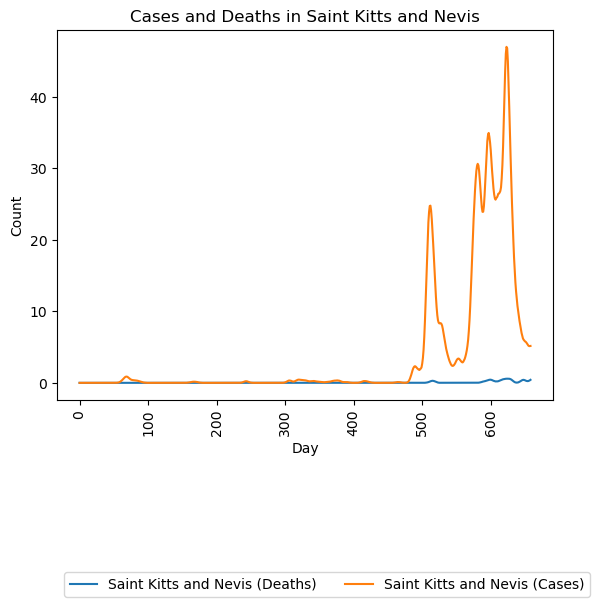 Cases and Deaths in Saint Kitts and Nevis
Count
40
30
20
10
0
0 100 200 300 400 500 600
Day
Saint Kitts and Nevis (Deaths) Saint Kitts and Nevis (Cases)